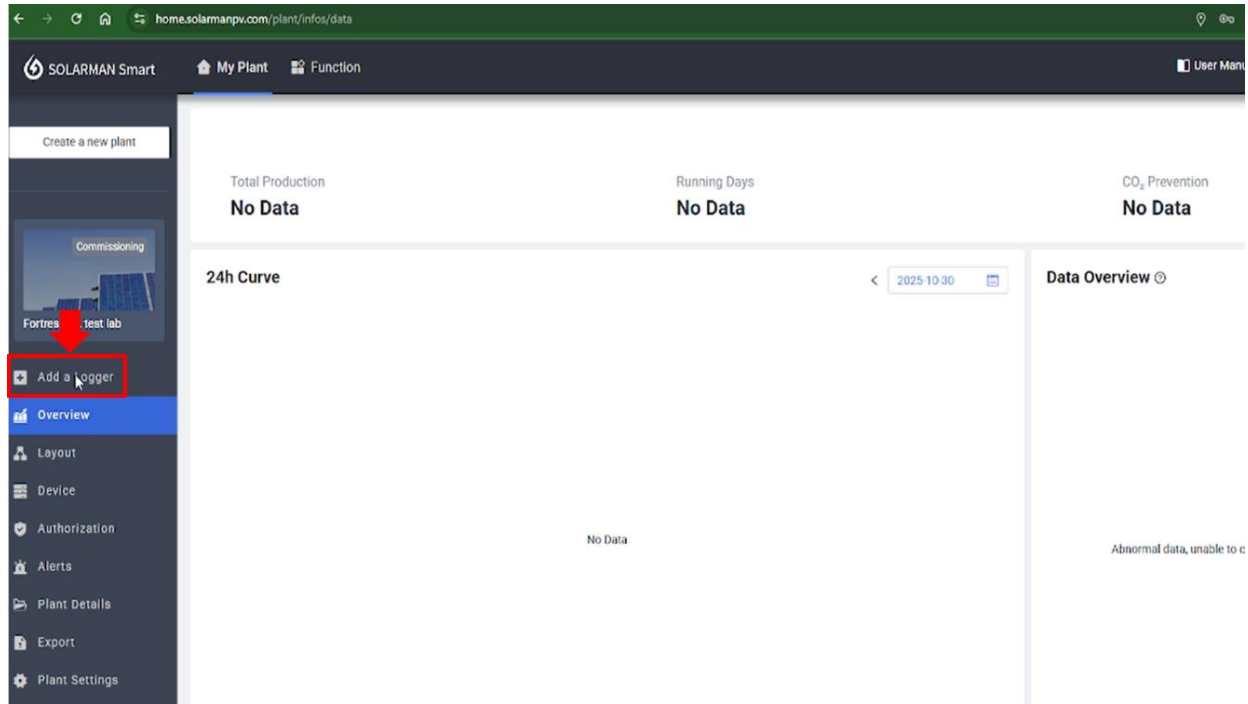 home.solarmanpv.com/plant/infos/data
SOLARMAN Smart
My Plant
Function
User Manu
Create a new plant
Total Production
No Data
Running Days
No Data
CO₂ Prevention
No Data
Commissioning
Fortres test lab
Add a Logger
Overview
Layout
Device
Authorization
Alerts
Plant Details
Export
Plant Settings
24h Curve
2025-10-30
No Data
Data Overview
Abnormal data, unable to c